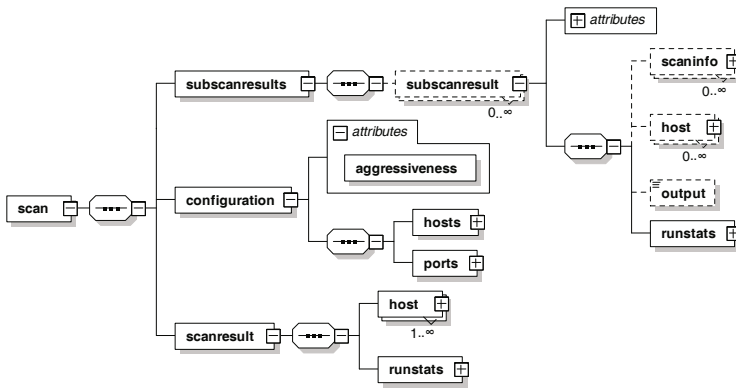 attributes
scaninfo
0..∞
subscanresults
subscanresult
0..∞
host
0..∞
attributes
aggressiveness
output
configuration
scan
hosts
runstats
ports
host
1..∞
scanresult
runstats